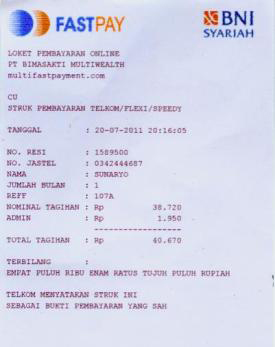 FASTPAY
BNI
SYARIAH
LOKET PEMBAYARAN ONLINE
PT BIMASAKTI MULTIWEALTH
multifastpayment.com
CU
STRUK PEMBAYARAN TELKOM/FLEXI/SPEEDY
TANGGAL : 20-07-2011 20:16:05
NO. RESI : 1589500
NO. JASTEL : 0342444687
NAMA : SUNARYO
JUMLAH BULAN : 1
REFF : 107A
NOMINAL TAGIHAN : Rp 38.720
ADMIN : Rp 1.950
------------------
TOTAL TAGIHAN : Rp 40.670
TERBILANG :
EMPAT PULUH RIBU ENAM RATUS TUJUH PULUH RUPIAH
TELKOM MENYATAKAN STRUK INI
SEBAGAI BUKTI PEMBAYARAN YANG SAH